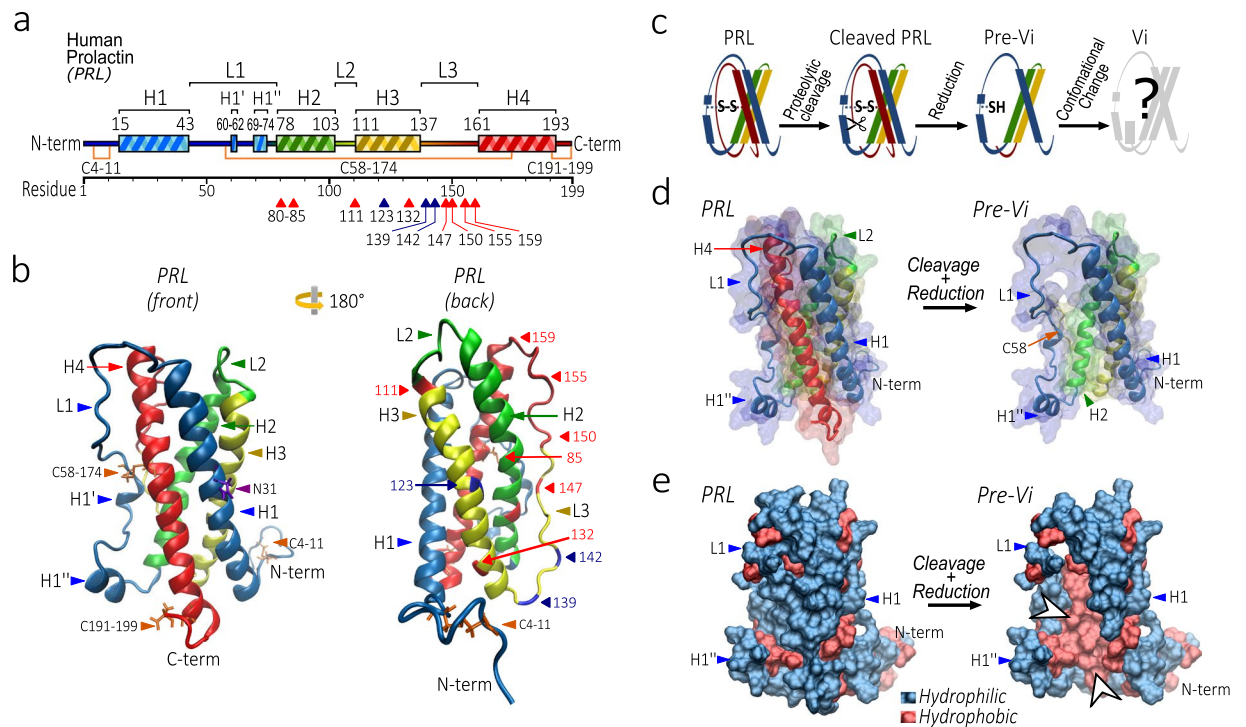 a
Human
Prolactin
(PRL)
L1
L2
L3
H1
H1'
H1''
H2
H3
H4
15
43
60-62
69-74
78
103
111
137
161
193
N-term
C-term
C4-11
C58-174
C191-199
Residue
1
50
100
150
199
80-85
111
123
132
139
142
147
150
155
159
b
PRL
(front)
180°
PRL
(back)
H4
L1
C58-174
H1'
H1''
C191-199
C-term
L2
H2
H3
N31
H1
C4-11
N-term
L2
111
H3
123
H1
159
155
H2
150
85
147
L3
132
142
139
C4-11
N-term
c
PRL
Cleaved PRL
Pre-Vi
Vi
S-S
Proteolytic
cleavage
S-S
Reduction
SH
Confomational
Change
?
d
PRL
Pre-Vi
H4
L1
L2
H1
N-term
H1''
Cleavage
+
Reduction
L1
C58
H1
N-term
H1''
H2
e
PRL
Pre-Vi
L1
H1
N-term
H1''
Cleavage
+
Reduction
L1
H1
H1''
N-term
Hydrophilic
Hydrophobic